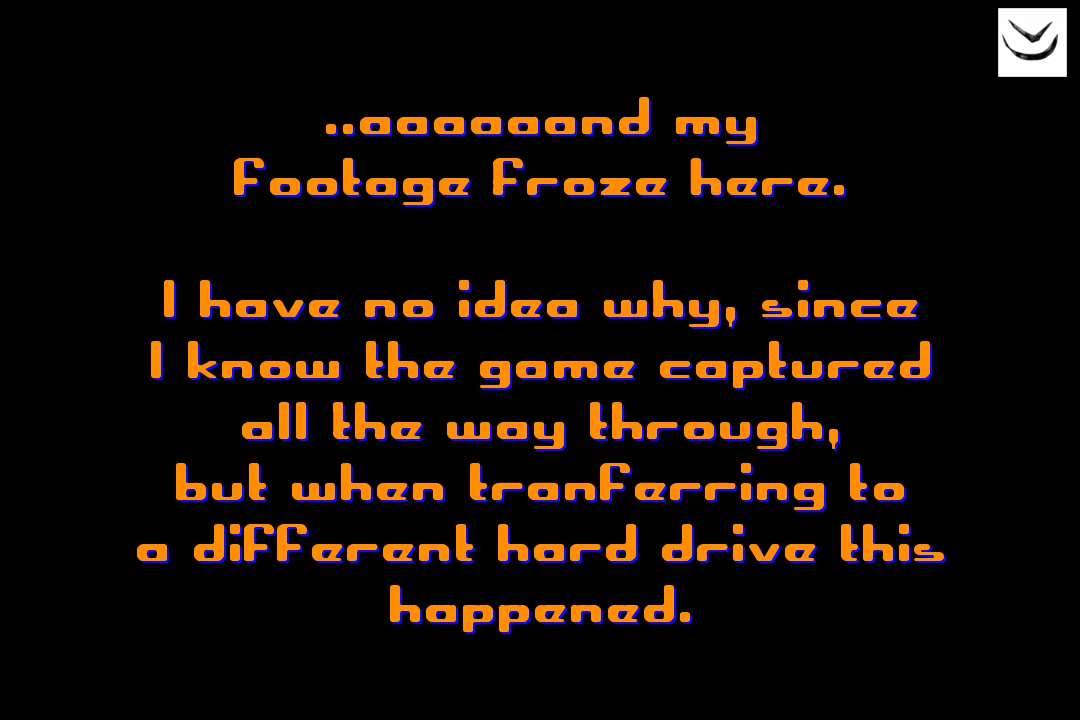 ..aaaaaand my
footage froze here.
I have no idea why, since
I know the game captured
all the way through,
but when tranferring to
a different hard drive this
happened.